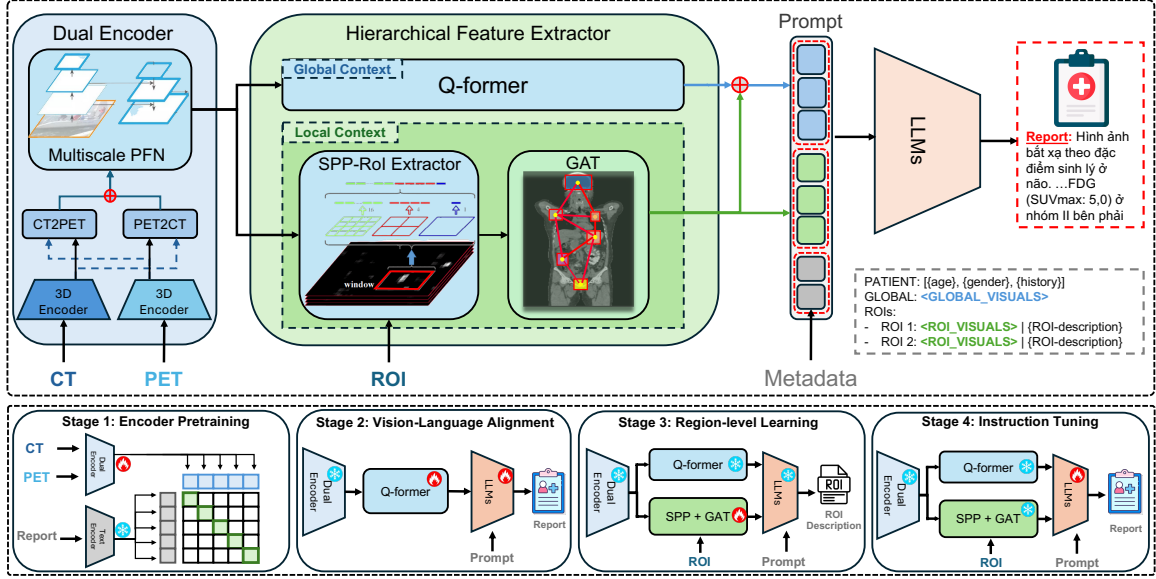 Dual Encoder
Multiscale PFN
CT2PET
PET2CT
3D
Encoder
3D
Encoder
CT
PET
Hierarchical Feature Extractor
Global Context
Q-former
Local Context
SPP-RoI Extractor
window
GAT
ROI
Prompt
Metadata
LLMs
Report: Hình ảnh
bắt xạ theo đặc
điểm sinh lý ở
não. …FDG
(SUVmax: 5,0) ở
nhóm II bên phải
PATIENT: [{age}, {gender}, {history}]
GLOBAL: <GLOBAL_VISUALS>
ROIs:
- ROI 1: <ROI_VISUALS> | {ROI-description}
- ROI 2: <ROI_VISUALS> | {ROI-description}
Stage 1: Encoder Pretraining
CT
PET
Dual
Encoder
Report
Text
Encoder
Stage 2: Vision-Language Alignment
Dual
Encoder
Q-former
LLMs
Report
Prompt
Stage 3: Region-level Learning
Dual
Encoder
Q-former
SPP + GAT
LLMs
ROI
ROI
Description
ROI
Prompt
Stage 4: Instruction Tuning
Dual
Encoder
Q-former
SPP + GAT
LLMs
Report
ROI
Prompt